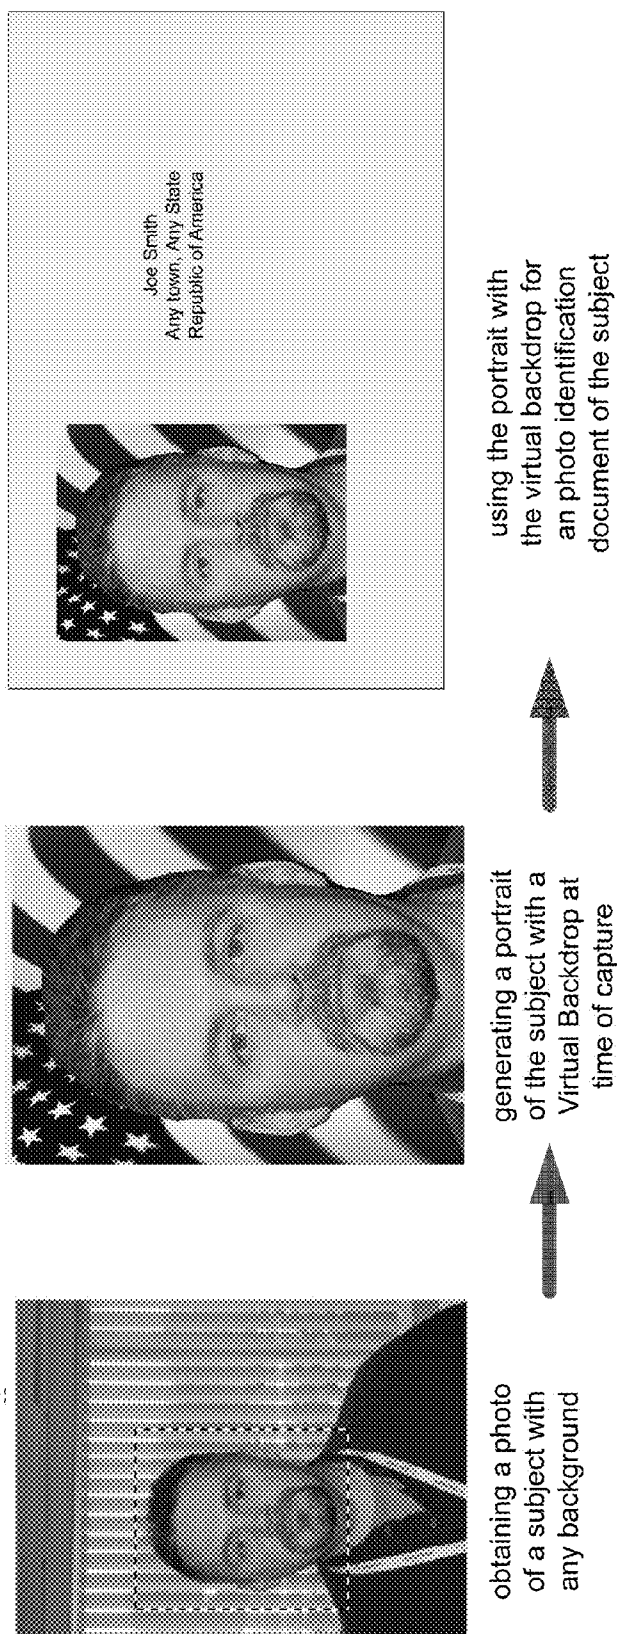 Joe Smith
Any town, Any State
Republic of America
obtaining a photo
of a subject with
any background
generating a portrait
of the subject with a
Virtual Backdrop at
time of capture
using the portrait with
the virtual backdrop for
an photo identification
document of the subject